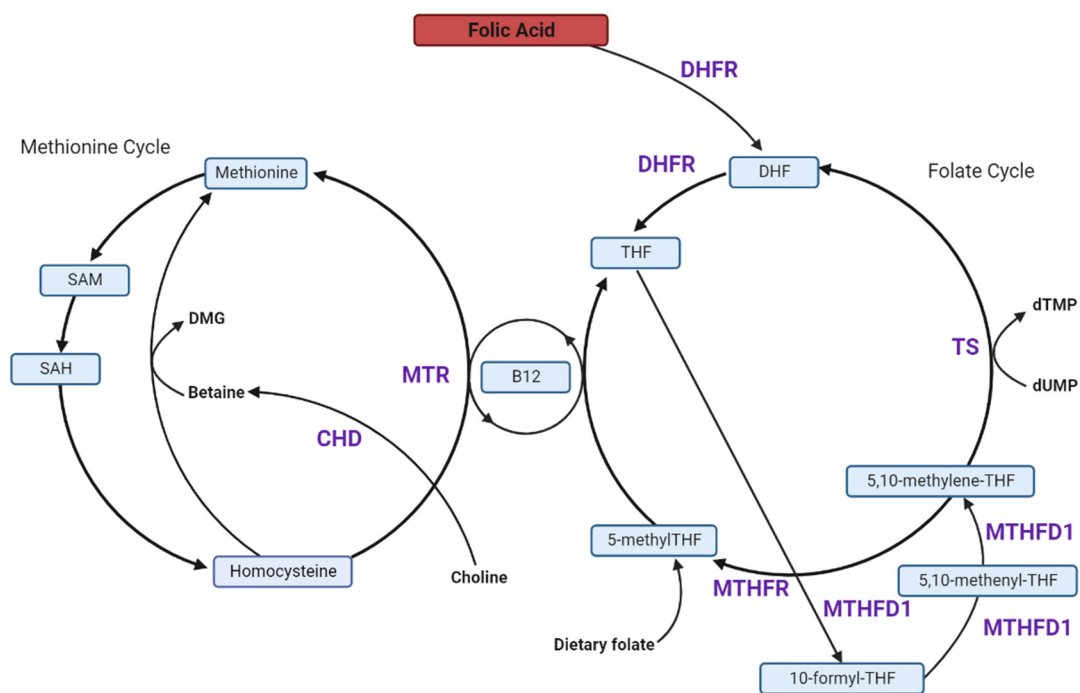 Folic Acid
DHFR
Methionine Cycle
DHFR
Folate Cycle
Methionine
DHF
THF
SAM
DMG
dTMP
SAH
MTR
B12
TS
Betaine
dUMP
CHD
5,10-methylene-THF
MTHFD1
5-methylTHF
Homocysteine
Choline
5,10-methenyl-THF
MTHFR
MTHFD1
MTHFD1
Dietary folate
10-formyl-THF